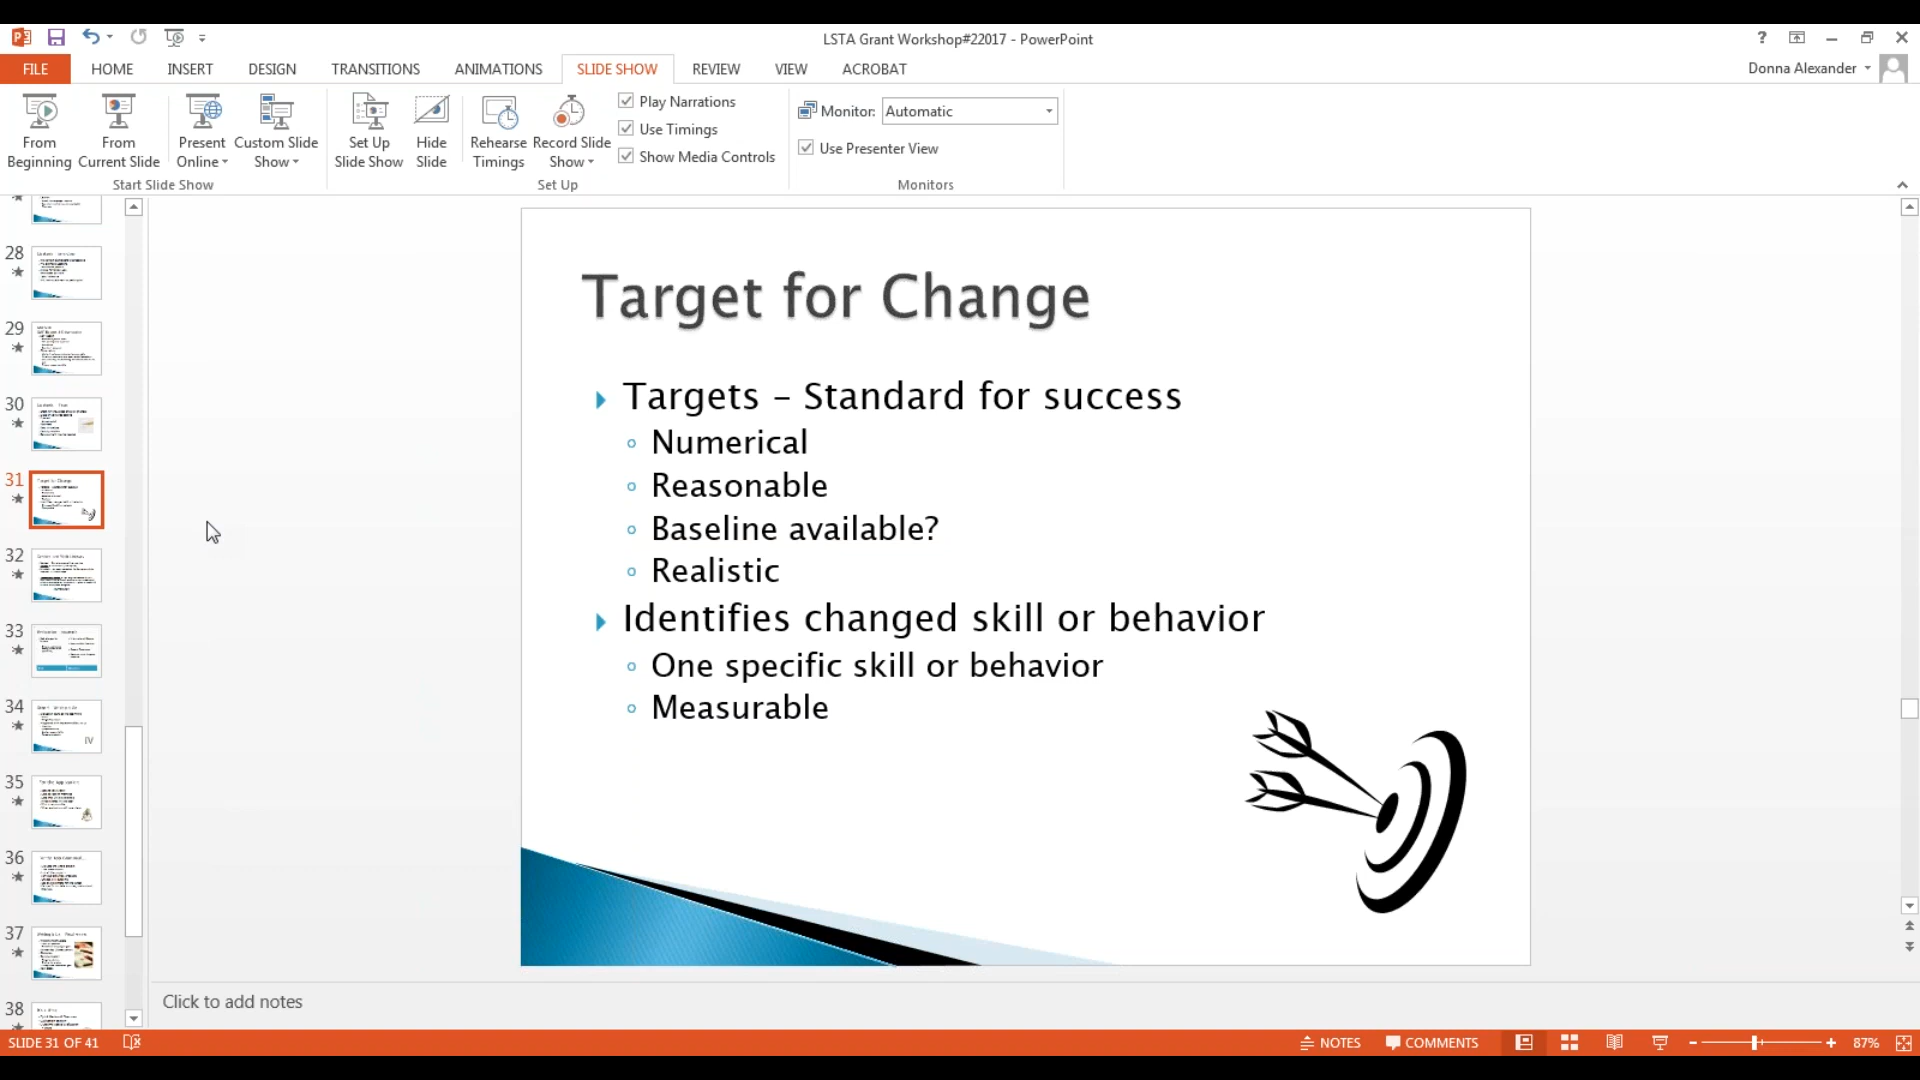 LSTA Grant Workshop#22017 - PowerPoint
?
FILE HOME INSERT DESIGN TRANSITIONS ANIMATIONS SLIDE SHOW REVIEW VIEW ACROBAT
Donna Alexander
From Beginning
From Current Slide
Present Online
Custom Slide Show
Start Slide Show
Set Up Slide Show
Hide Slide
Rehearse Timings
Record Slide Show
Play Narrations
Use Timings
Show Media Controls
Set Up
Monitor: Automatic
Use Presenter View
Monitors
28
29
30
31
32
33
34
35
36
37
38
Target for Change
Targets – Standard for success
Numerical
Reasonable
Baseline available?
Realistic
Identifies changed skill or behavior
One specific skill or behavior
Measurable
Click to add notes
SLIDE 31 OF 41
NOTES
COMMENTS
87%